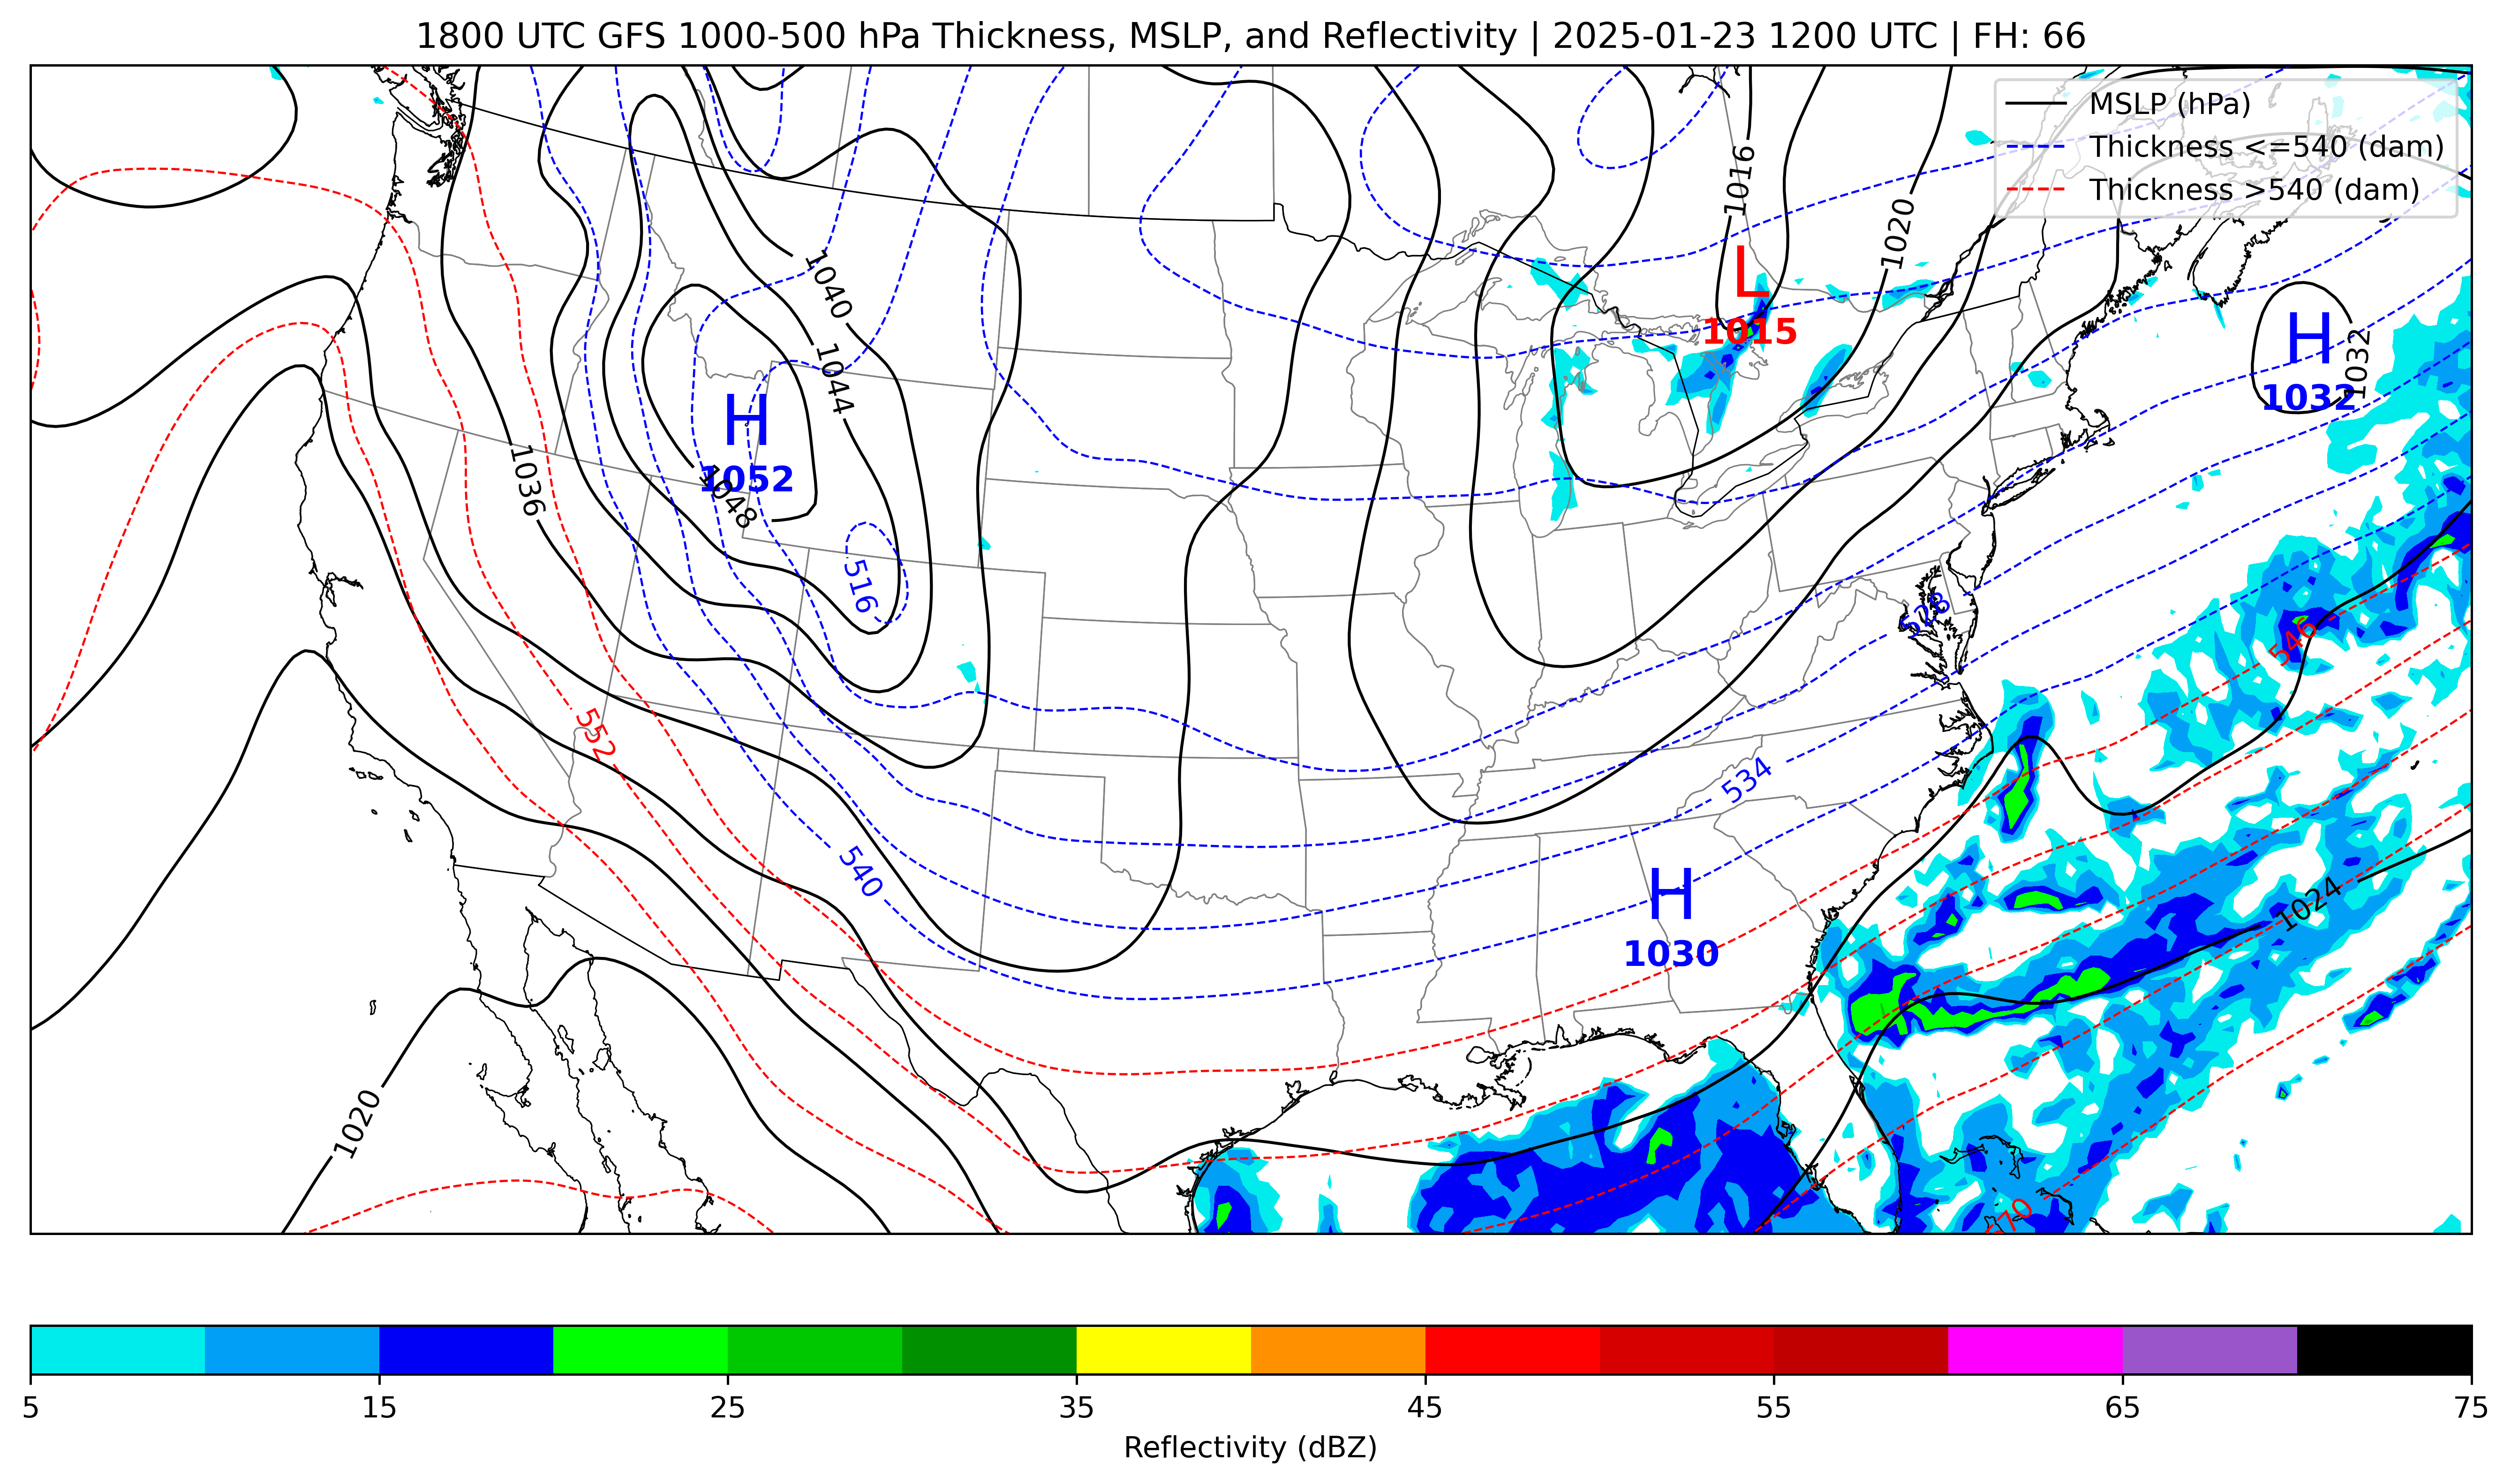 1800 UTC GFS 1000-500 hPa Thickness, MSLP, and Reflectivity | 2025-01-23 1200 UTC | FH: 66
MSLP (hPa)
Thickness <=540 (dam)
Thickness >540 (dam)
1016
1020
1040
L
1015
H
1032
1032
1044
H
1052
1036
1048
516
528
546
552
534
540
H
1030
1024
1020
570
5 15 25 35 45 55 65 75
Reflectivity (dBZ)